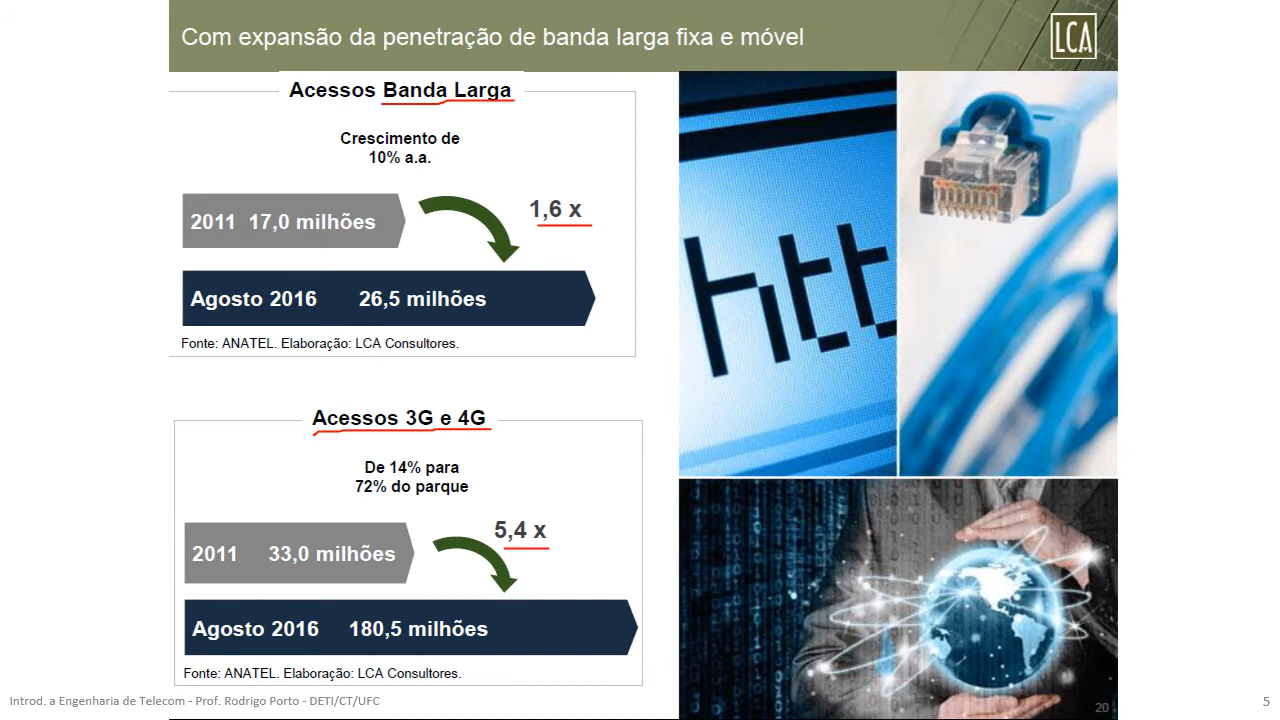 Com expansão da penetração de banda larga fixa e móvel
LCA
Acessos Banda Larga
Crescimento de
10% a.a.
2011 17,0 milhões
1,6 x
Agosto 2016 26,5 milhões
Fonte: ANATEL. Elaboração: LCA Consultores.
htt
Acessos 3G e 4G
De 14% para
72% do parque
5,4 x
2011 33,0 milhões
Agosto 2016 180,5 milhões
Fonte: ANATEL. Elaboração: LCA Consultores.
Introd. a Engenharia de Telecom - Prof. Rodrigo Porto - DETI/CT/UFC
20
5